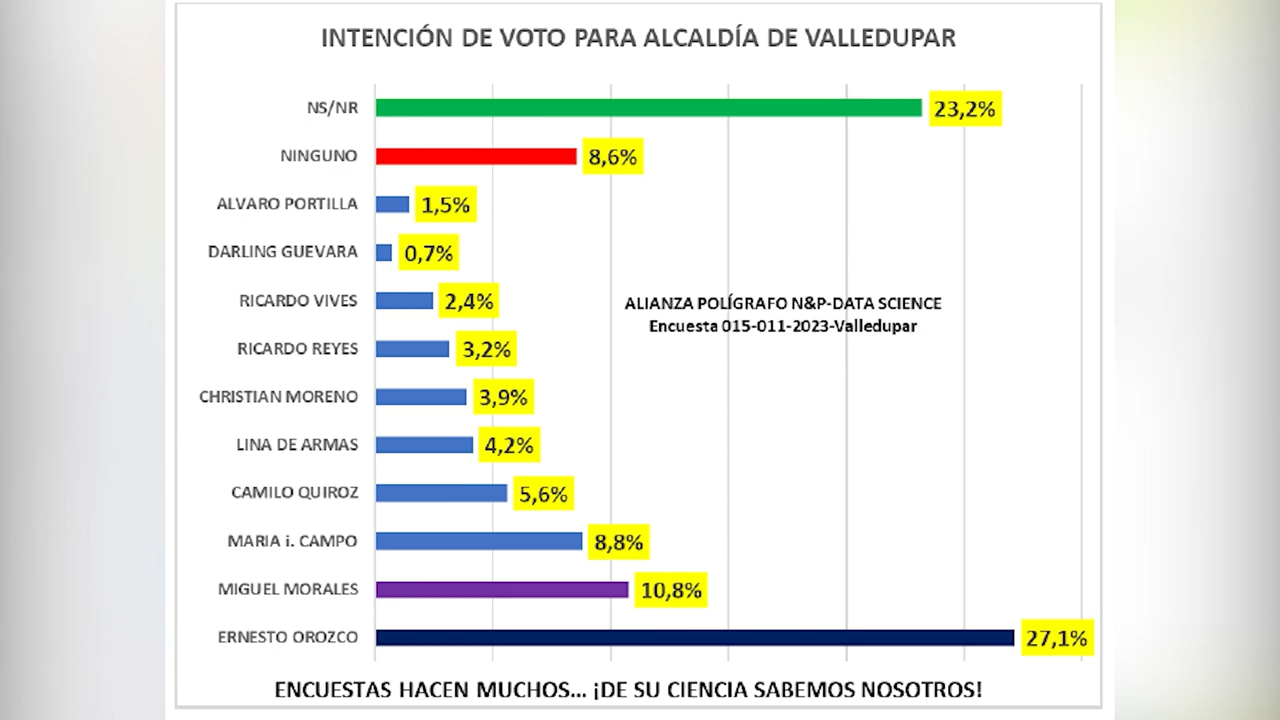 INTENCIÓN DE VOTO PARA ALCALDÍA DE VALLEDUPAR
NS/NR 23,2%
NINGUNO 8,6%
ALVARO PORTILLA 1,5%
DARLING GUEVARA 0,7%
RICARDO VIVES 2,4%
ALIANZA POLÍGRAFO N&P-DATA SCIENCE
Encuesta 015-011-2023-Valledupar
RICARDO REYES 3,2%
CHRISTIAN MORENO 3,9%
LINA DE ARMAS 4,2%
CAMILO QUIROZ 5,6%
MARIA i. CAMPO 8,8%
MIGUEL MORALES 10,8%
ERNESTO OROZCO 27,1%
ENCUESTAS HACEN MUCHOS... ¡DE SU CIENCIA SABEMOS NOSOTROS!